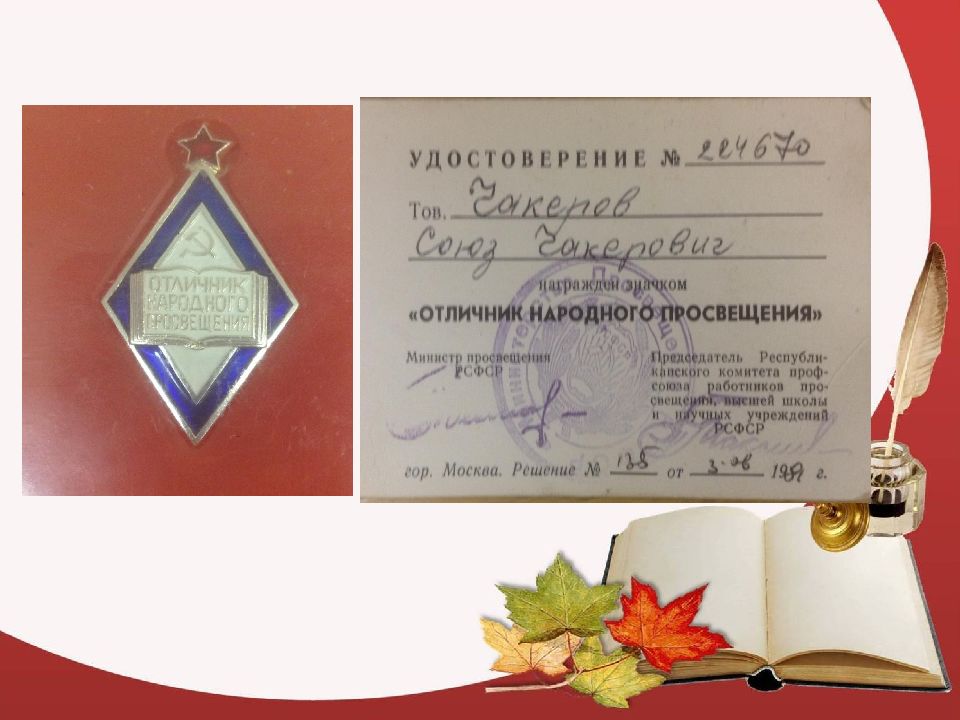 ОТЛИЧНИК
НАРОДНОГО
ПРОСВЕЩЕНИЯ
УДОСТОВЕРЕНИЕ № 224670
Тов. Чакеров
Союз Чакерович
награжден значком
«ОТЛИЧНИК НАРОДНОГО ПРОСВЕЩЕНИЯ»
Министр просвещения
РСФСР
Председатель Республи-
канского комитета проф-
союза работников про-
свещения, высшей школы
и научных учреждений
РСФСР
гор. Москва. Решение № 135 от 3. 19 г.